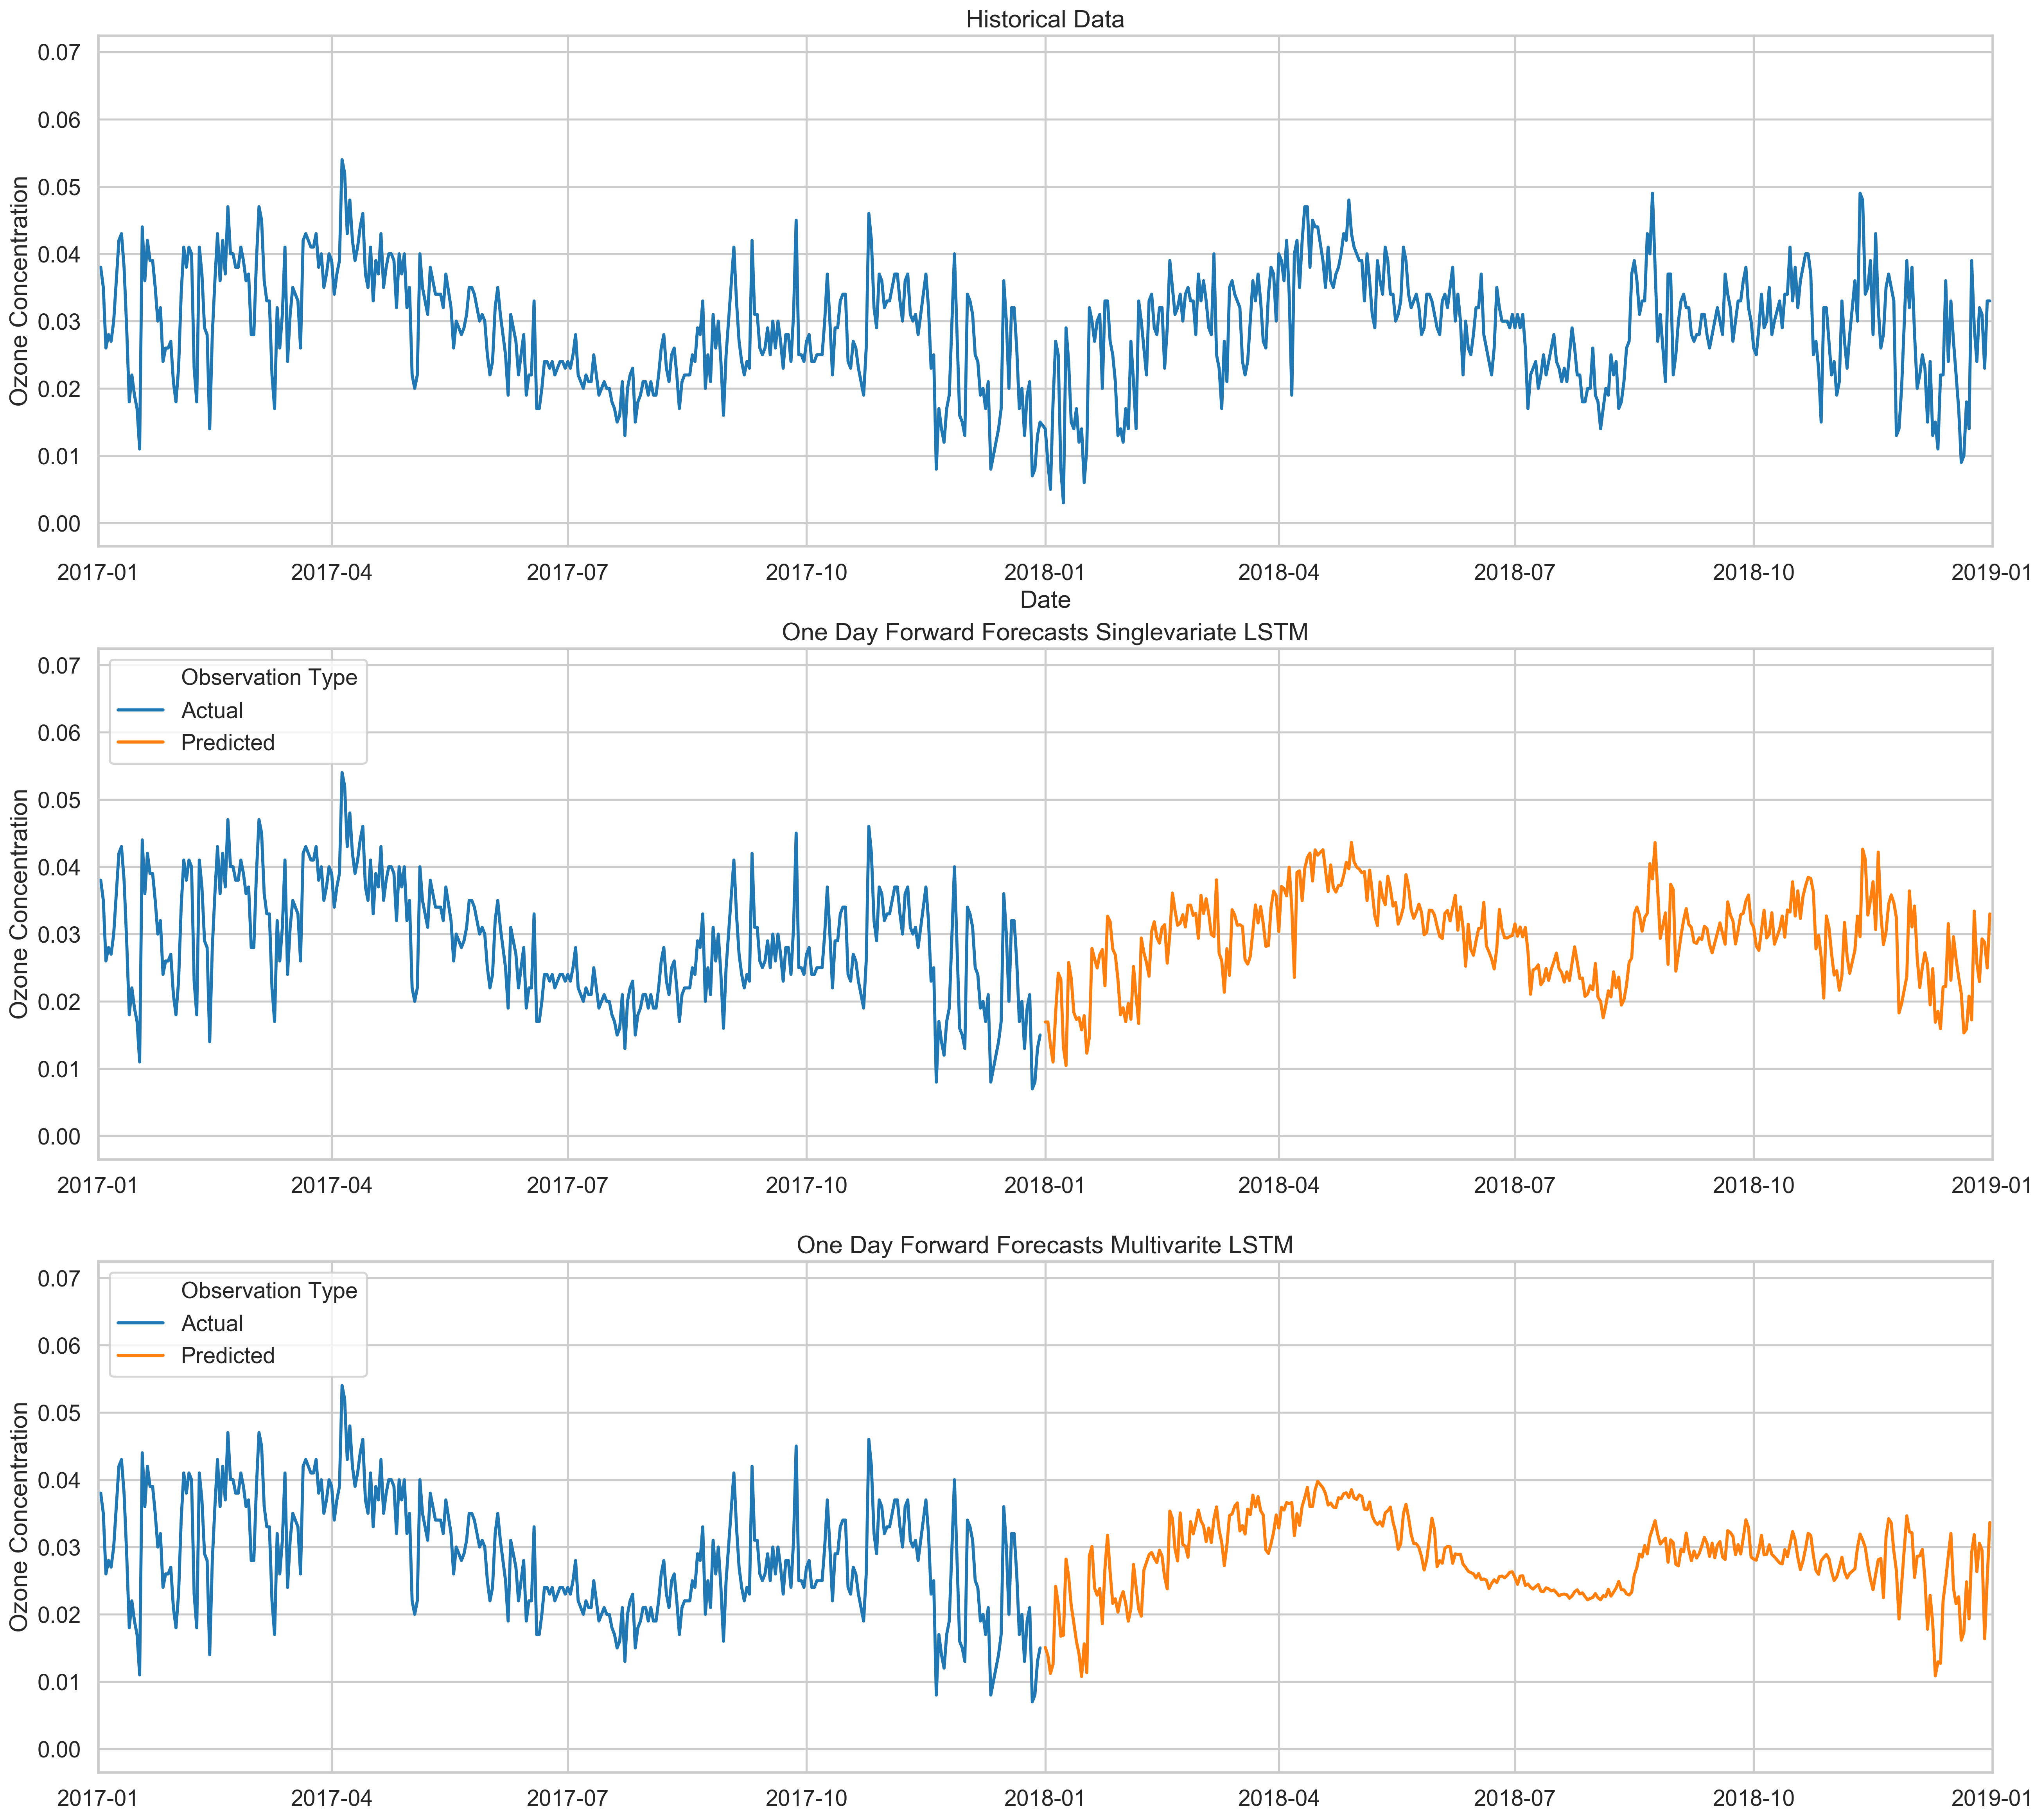 Historical Data
0.07
0.06
0.05
0.04
0.03
0.02
0.01
0.00
Ozone Concentration
2017-01 2017-04 2017-07 2017-10 2018-01 2018-04 2018-07 2018-10 2019-01
Date
One Day Forward Forecasts Singlevariate LSTM
Observation Type
Actual
Predicted
0.07
0.06
0.05
0.04
0.03
0.02
0.01
0.00
Ozone Concentration
2017-01 2017-04 2017-07 2017-10 2018-01 2018-04 2018-07 2018-10 2019-01
One Day Forward Forecasts Multivarite LSTM
Observation Type
Actual
Predicted
0.07
0.06
0.05
0.04
0.03
0.02
0.01
0.00
Ozone Concentration
2017-01 2017-04 2017-07 2017-10 2018-01 2018-04 2018-07 2018-10 2019-01